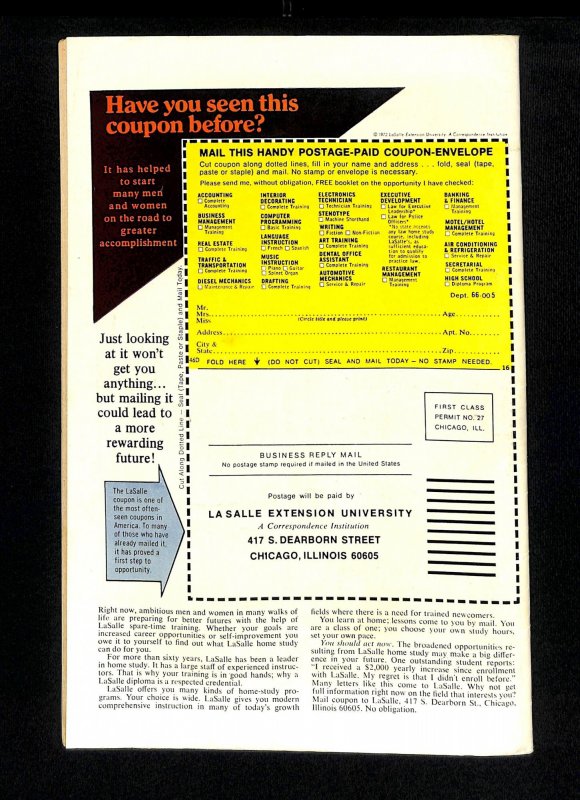 Have you seen this
coupon before?
© 1972 LaSalle Extension University A Correspondence Institution
It has helped
to start
many men
and women
on the road to
greater
accomplishment
MAIL THIS HANDY POSTAGE-PAID COUPON-ENVELOPE
Cut coupon along dotted lines, fill in your name and address . . . fold, seal (tape,
paste or staple) and mail. No stamp or envelope is necessary.
Please send me, without obligation, FREE booklet on the opportunity I have checked:
ACCOUNTING
☐ Complete
Accounting
BUSINESS
MANAGEMENT
☐ Management
Training
REAL ESTATE
☐ Complete Training
TRAFFIC &
TRANSPORTATION
☐ Complete Training
DIESEL MECHANICS
☐ Maintenance & Repair
INTERIOR
DECORATING
☐ Complete Training
COMPUTER
PROGRAMMING
☐ Basic Training
LANGUAGE
INSTRUCTION
☐ French ☐ Spanish
MUSIC
INSTRUCTION
☐ Piano ☐ Guitar
☐ Spinet Organ
DRAFTING
☐ Complete Training
ELECTRONICS
TECHNICIAN
☐ Technician Training
STENOTYPE
☐ Machine Shorthand
WRITING
☐ Fiction ☐ Non-Fiction
ART TRAINING
☐ Complete Training
DENTAL OFFICE
ASSISTANT
☐ Complete Training
AUTOMOTIVE
MECHANICS
☐ Service & Repair
EXECUTIVE
DEVELOPMENT
☐ Law for Executive
Leadership*
☐ Law for Police
Officers*
*No state accepts
any law home study
course, including
LaSalle's, as
sufficient educa-
tion to qualify
for admission to
practice law.
RESTAURANT
MANAGEMENT
☐ Management
Training
BANKING
& FINANCE
☐ Management
Training
MOTEL/HOTEL
MANAGEMENT
☐ Complete Training
AIR CONDITIONING
& REFRIGERATION
☐ Service & Repair
SECRETARIAL
☐ Complete Training
HIGH SCHOOL
☐ Diploma Program
Dept. 66-005
Mr.
Mrs. Age
Miss (Circle title and please print)
Address Apt. No.
City &
State Zip
46D FOLD HERE (DO NOT CUT) SEAL AND MAIL TODAY – NO STAMP NEEDED.
16
Cut Along Dotted Line – Seal (Tape, Paste or Staple) and Mail Today.
Just looking
at it won't
get you
anything...
but mailing it
could lead to
a more
rewarding
future!
The LaSalle
coupon is one of
the most often-
seen coupons in
America. To many
of those who have
already mailed it,
it has proved a
first step to
opportunity.
FIRST CLASS
PERMIT NO. 27
CHICAGO, ILL.
BUSINESS REPLY MAIL
No postage stamp required if mailed in the United States
Postage will be paid by
LA SALLE EXTENSION UNIVERSITY
A Correspondence Institution
417 S. DEARBORN STREET
CHICAGO, ILLINOIS 60605
Right now, ambitious men and women in many walks of
life are preparing for better futures with the help of
LaSalle spare-time training. Whether your goals are
increased career opportunities or self-improvement you
owe it to yourself to find out what LaSalle home study
can do for you.
For more than sixty years, LaSalle has been a leader
in home study. It has a large staff of experienced instruc-
tors. That is why your training is in good hands; why a
LaSalle diploma is a respected credential.
LaSalle offers you many kinds of home-study pro-
grams. Your choice is wide. LaSalle gives you modern
comprehensive instruction in many of today's growth
fields where there is a need for trained newcomers.
You learn at home; lessons come to you by mail. You
are a class of one; you choose your own study hours,
set your own pace.
You should act now. The broadened opportunities re-
sulting from LaSalle home study may make a big differ-
ence in your future. One outstanding student reports:
"I received a $2,000 yearly increase since enrollment
with LaSalle. My regret is that I didn't enroll before."
Many letters like this come to LaSalle. Why not get
full information right now on the field that interests you?
Mail coupon to LaSalle, 417 S. Dearborn St., Chicago,
Illinois 60605. No obligation.